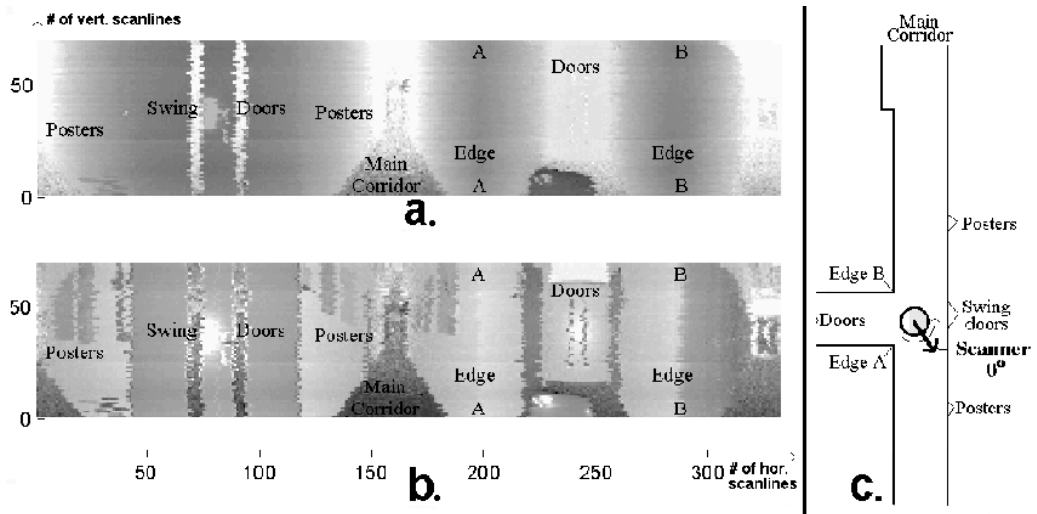 # of vert. scanlines
A
B
Doors
50
Swing
Doors
Posters
Posters
Edge
Edge
Main
Corridor
A
B
0
a.
A
B
Doors
50
Swing
Doors
Posters
Posters
Edge
Edge
Main
Corridor
A
B
0
50
100
150
200
250
300
# of hor.
scanlines
b.
Main
Corridor
Posters
Edge B
Swing
doors
Doors
Scanner
0º
Edge A
Posters
c.